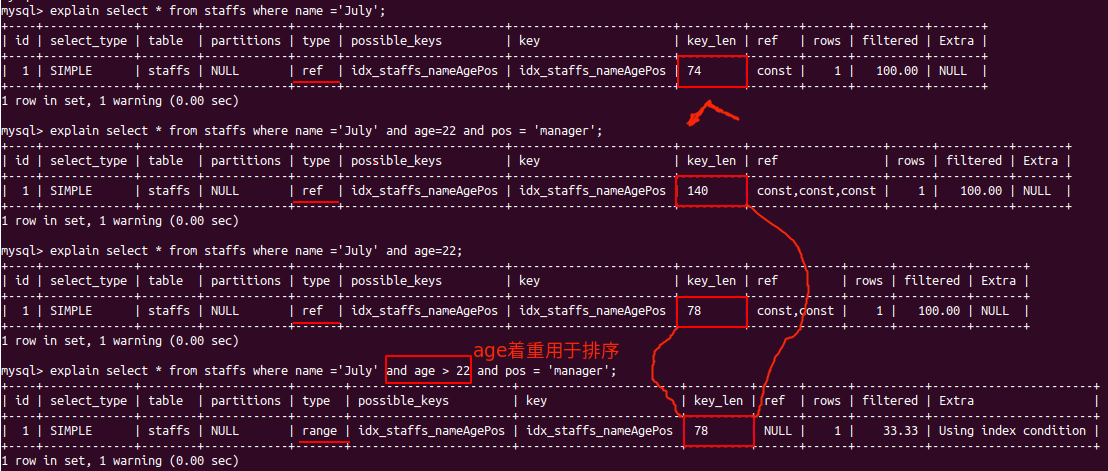 mysql> explain select * from staffs where name ='July';
+----+-------------+--------+------------+------+-----------------------+-----------------------+---------+-------+------+----------+-------+
| id | select_type | table | partitions | type | possible_keys | key | key_len | ref | rows | filtered | Extra |
| 1 | SIMPLE | staffs | NULL | ref | idx_staffs_nameAgePos | idx_staffs_nameAgePos | 74 | const | 1 | 100.00 | NULL |
1 row in set, 1 warning (0.00 sec)
mysql> explain select * from staffs where name ='July' and age=22 and pos = 'manager';
| id | select_type | table | partitions | type | possible_keys | key | key_len | ref | rows | filtered | Extra |
| 1 | SIMPLE | staffs | NULL | ref | idx_staffs_nameAgePos | idx_staffs_nameAgePos | 140 | const,const,const | 1 | 100.00 | NULL |
1 row in set, 1 warning (0.00 sec)
mysql> explain select * from staffs where name ='July' and age=22;
| id | select_type | table | partitions | type | possible_keys | key | key_len | ref | rows | filtered | Extra |
| 1 | SIMPLE | staffs | NULL | ref | idx_staffs_nameAgePos | idx_staffs_nameAgePos | 78 | const,const | 1 | 100.00 | NULL |
1 row in set, 1 warning (0.00 sec)
age着重用于排序
mysql> explain select * from staffs where name ='July' and age > 22 and pos = 'manager';
| id | select_type | table | partitions | type | possible_keys | key | key_len | ref | rows | filtered | Extra |
| 1 | SIMPLE | staffs | NULL | range | idx_staffs_nameAgePos | idx_staffs_nameAgePos | 78 | NULL | 1 | 33.33 | Using index condition |
1 row in set, 1 warning (0.00 sec)